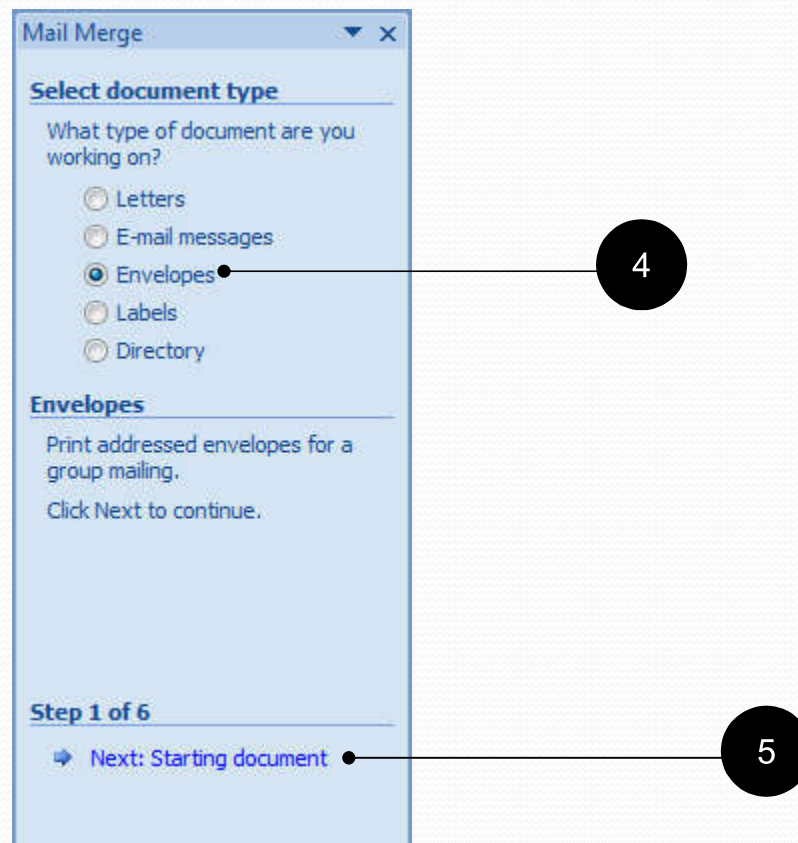 Mail Merge
Select document type
What type of document are you
working on?
Letters
E-mail messages
Envelopes
4
Labels
Directory
Envelopes
Print addressed envelopes for a
group mailing.
Click Next to continue.
Step 1 of 6
Next: Starting document
5